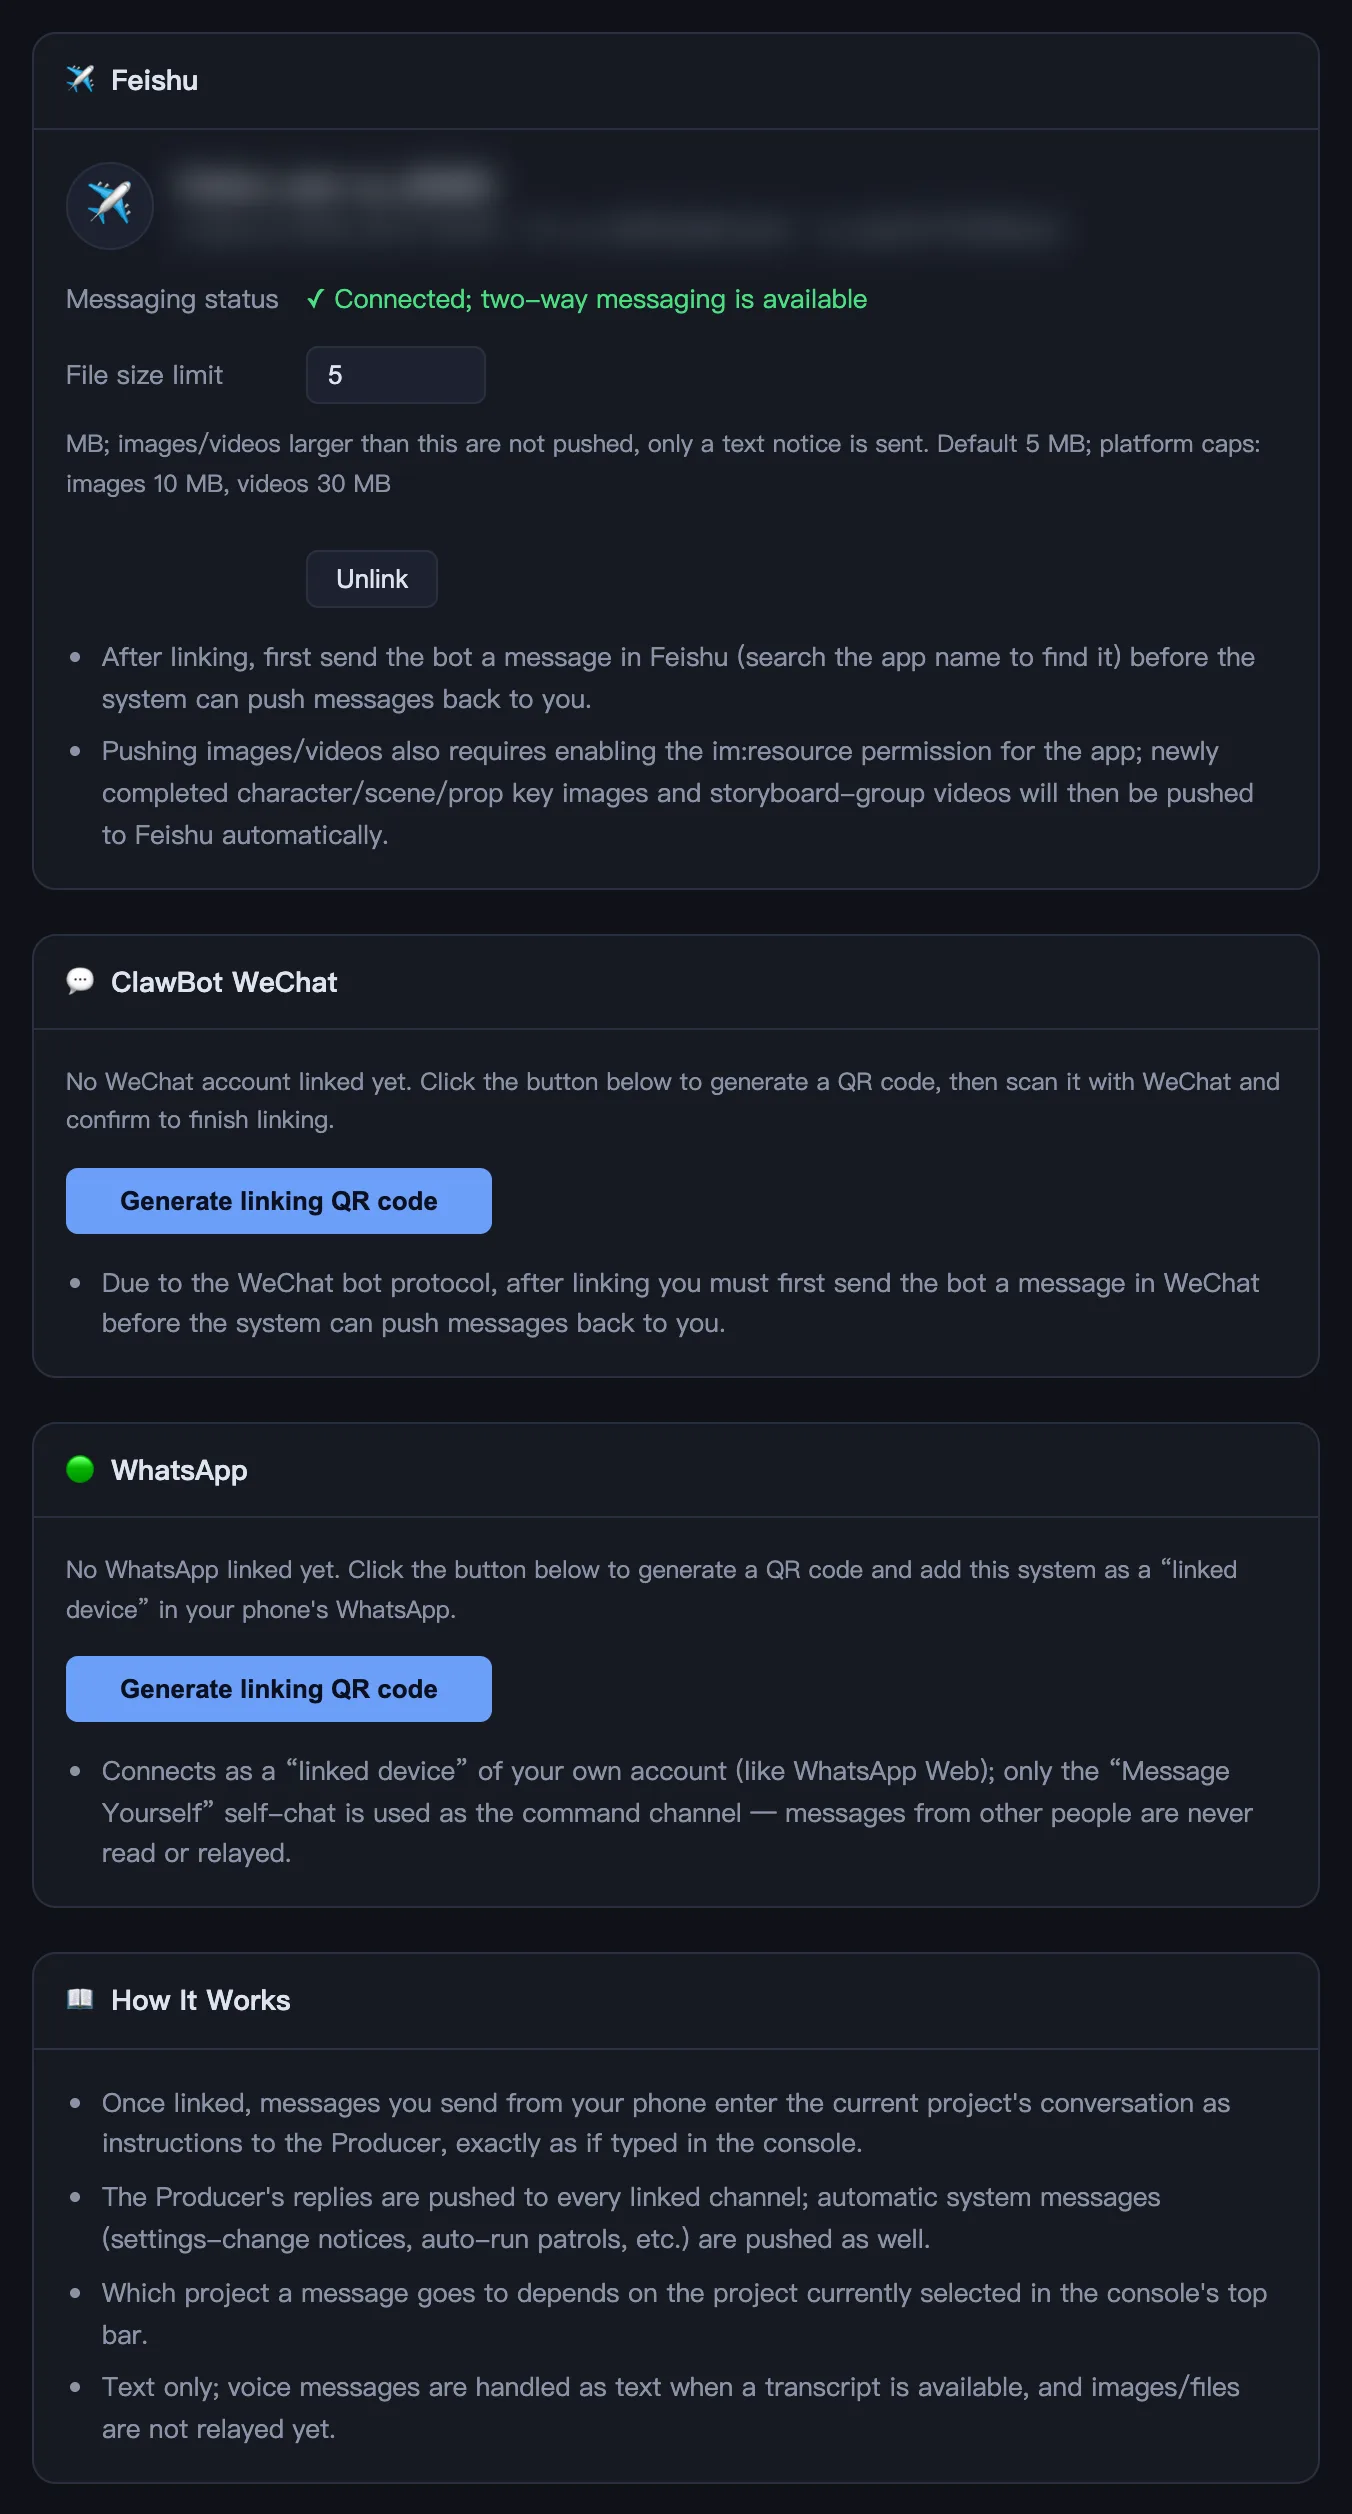 Feishu
Messaging status ✓ Connected; two-way messaging is available
File size limit 5
MB; images/videos larger than this are not pushed, only a text notice is sent. Default 5 MB; platform caps:
images 10 MB, videos 30 MB
Unlink
• After linking, first send the bot a message in Feishu (search the app name to find it) before the
system can push messages back to you.
• Pushing images/videos also requires enabling the im:resource permission for the app; newly
completed character/scene/prop key images and storyboard-group videos will then be pushed
to Feishu automatically.
ClawBot WeChat
No WeChat account linked yet. Click the button below to generate a QR code, then scan it with WeChat and
confirm to finish linking.
Generate linking QR code
• Due to the WeChat bot protocol, after linking you must first send the bot a message in WeChat
before the system can push messages back to you.
WhatsApp
No WhatsApp linked yet. Click the button below to generate a QR code and add this system as a “linked
device” in your phone's WhatsApp.
Generate linking QR code
• Connects as a “linked device” of your own account (like WhatsApp Web); only the “Message
Yourself” self-chat is used as the command channel — messages from other people are never
read or relayed.
How It Works
• Once linked, messages you send from your phone enter the current project's conversation as
instructions to the Producer, exactly as if typed in the console.
• The Producer's replies are pushed to every linked channel; automatic system messages
(settings-change notices, auto-run patrols, etc.) are pushed as well.
• Which project a message goes to depends on the project currently selected in the console's top
bar.
• Text only; voice messages are handled as text when a transcript is available, and images/files
are not relayed yet.